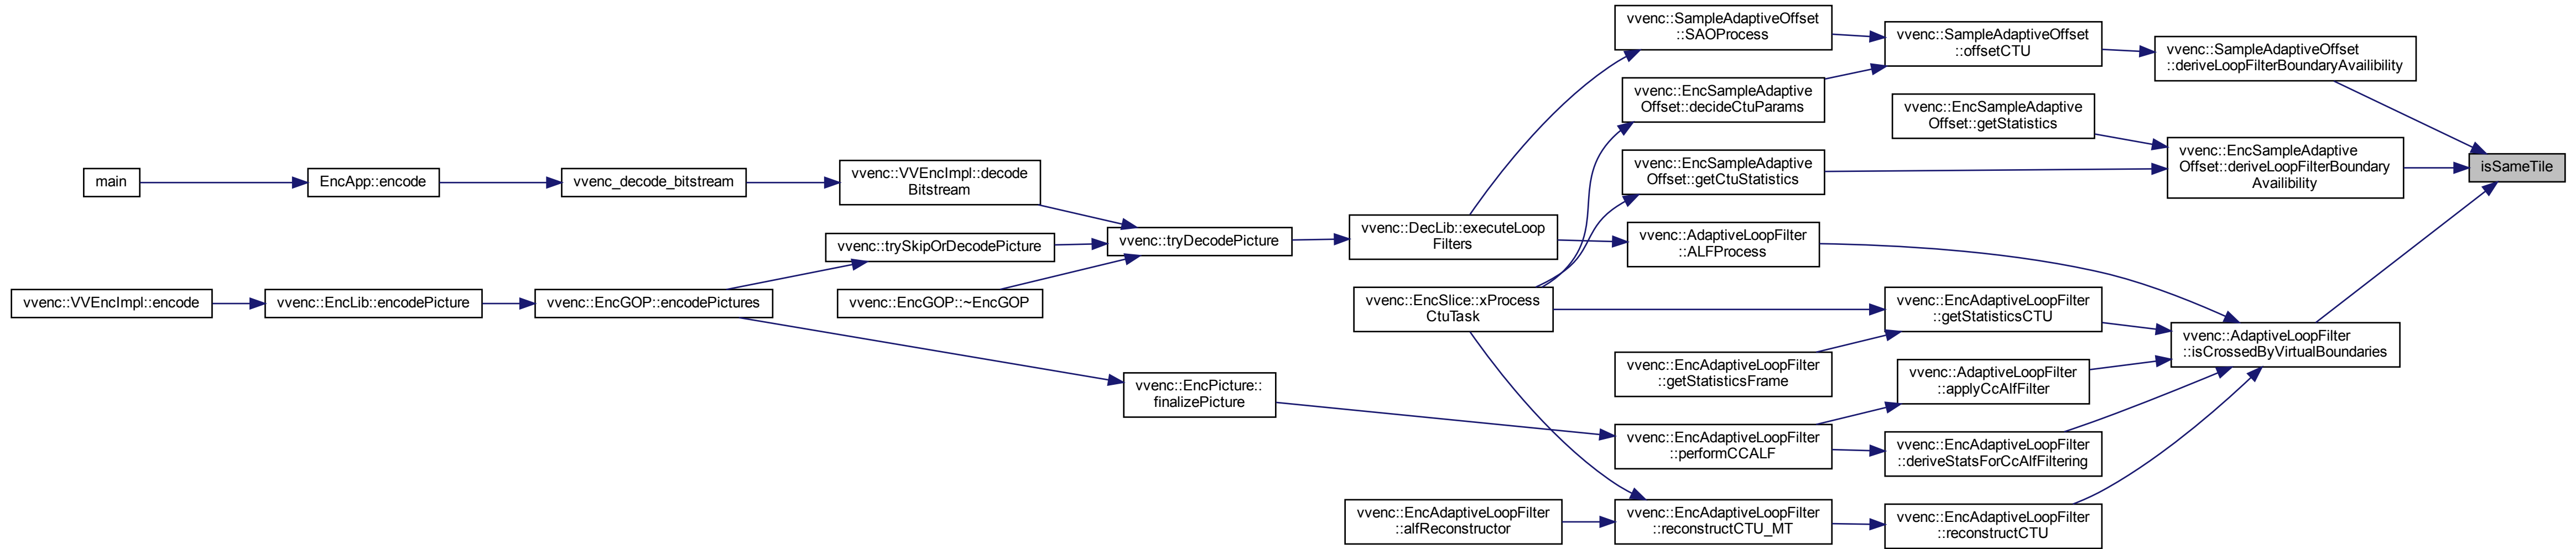 vvenc::SampleAdaptiveOffset
::SAOProcess
vvenc::SampleAdaptiveOffset
::offsetCTU
vvenc::SampleAdaptiveOffset
::deriveLoopFilterBoundaryAvailibility
vvenc::EncSampleAdaptive
Offset::decideCtuParams
vvenc::EncSampleAdaptive
Offset::getStatistics
vvenc::EncSampleAdaptive
Offset::getCtuStatistics
vvenc::EncSampleAdaptive
Offset::deriveLoopFilterBoundary
Availibility
isSameTile
main
EncApp::encode
vvenc_decode_bitstream
vvenc::VVEncImpl::decode
Bitstream
vvenc::trySkipOrDecodePicture
vvenc::tryDecodePicture
vvenc::DecLib::executeLoop
Filters
vvenc::AdaptiveLoopFilter
::ALFProcess
vvenc::VVEncImpl::encode
vvenc::EncLib::encodePicture
vvenc::EncGOP::encodePictures
vvenc::EncGOP::~EncGOP
vvenc::EncSlice::xProcess
CtuTask
vvenc::EncAdaptiveLoopFilter
::getStatisticsCTU
vvenc::AdaptiveLoopFilter
::isCrossedByVirtualBoundaries
vvenc::EncAdaptiveLoopFilter
::getStatisticsFrame
vvenc::AdaptiveLoopFilter
::applyCcAlfFilter
vvenc::EncPicture::
finalizePicture
vvenc::EncAdaptiveLoopFilter
::performCCALF
vvenc::EncAdaptiveLoopFilter
::deriveStatsForCcAlfFiltering
vvenc::EncAdaptiveLoopFilter
::alfReconstructor
vvenc::EncAdaptiveLoopFilter
::reconstructCTU_MT
vvenc::EncAdaptiveLoopFilter
::reconstructCTU